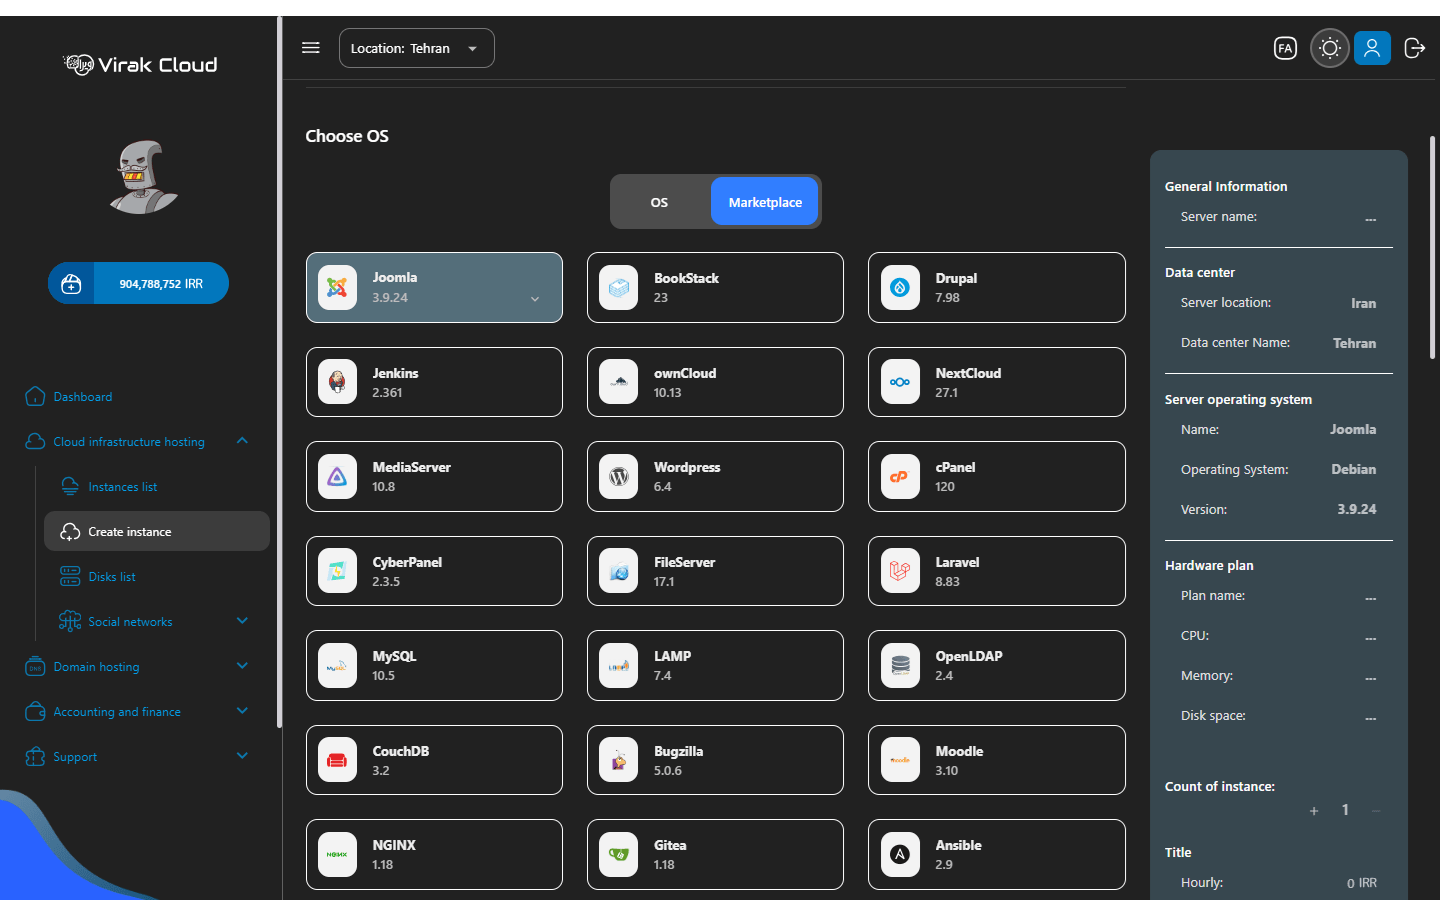 Virak Cloud
Location: Tehran
FA
904,788,752 IRR
Dashboard
Cloud infrastructure hosting
Instances list
Create instance
Disks list
Social networks
Domain hosting
Accounting and finance
Support
Choose OS
OS
Marketplace
Joomla
3.9.24
BookStack
23
Drupal
7.98
Jenkins
2.361
ownCloud
10.13
NextCloud
27.1
MediaServer
10.8
Wordpress
6.4
cPanel
120
CyberPanel
2.3.5
FileServer
17.1
Laravel
8.83
MySQL
10.5
LAMP
7.4
OpenLDAP
2.4
CouchDB
3.2
Bugzilla
5.0.6
Moodle
3.10
NGINX
1.18
Gitea
1.18
Ansible
2.9
General Information
Server name: ---
Data center
Server location: Iran
Data center Name: Tehran
Server operating system
Name: Joomla
Operating System: Debian
Version: 3.9.24
Hardware plan
Plan name: ---
CPU: ---
Memory: ---
Disk space: ---
Count of instance:
+ 1 −
Title
Hourly: 0 IRR